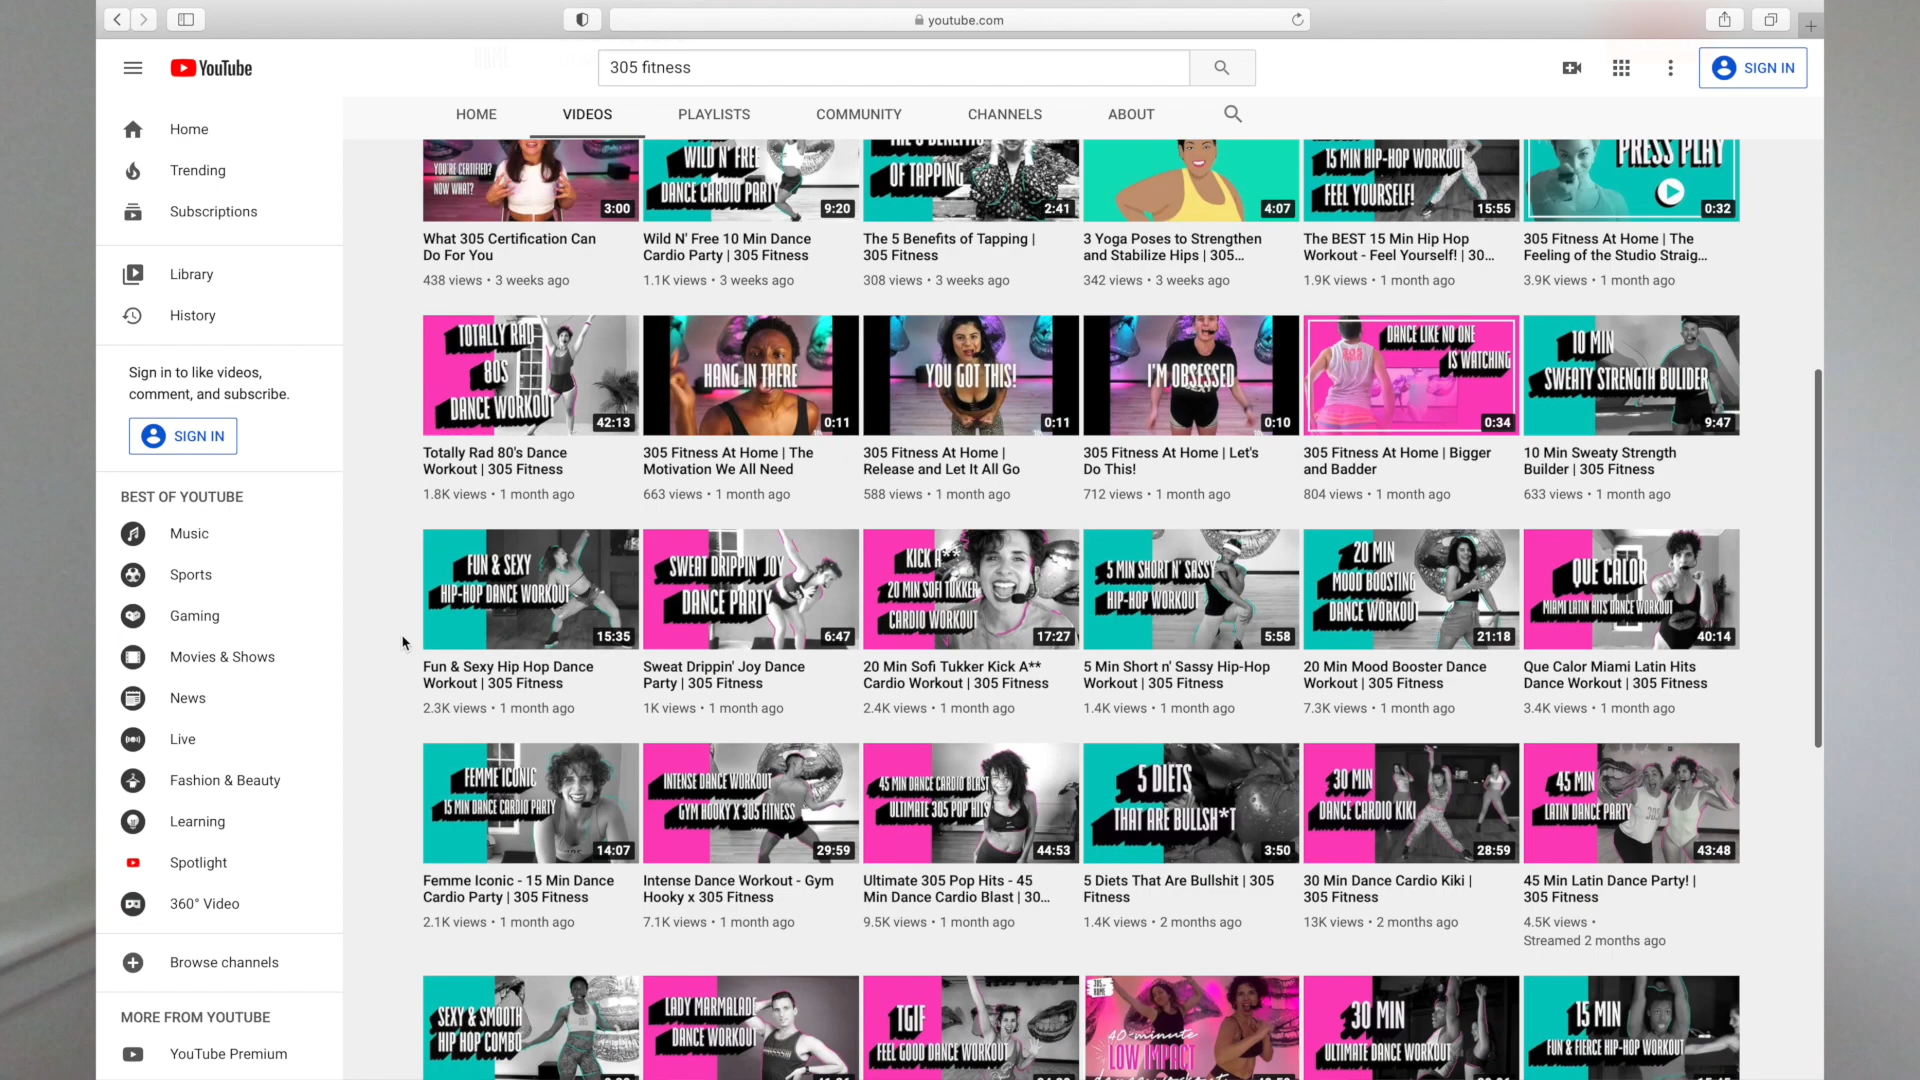 youtube.com
YouTube
305 fitness
SIGN IN
HOME
VIDEOS
PLAYLISTS
COMMUNITY
CHANNELS
ABOUT
Home
Trending
Subscriptions
Library
History
Sign in to like videos,
comment, and subscribe.
SIGN IN
BEST OF YOUTUBE
Music
Sports
Gaming
Movies & Shows
News
Live
Fashion & Beauty
Learning
Spotlight
360° Video
Browse channels
MORE FROM YOUTUBE
YouTube Premium
YOU'RE CERTIFIED?
NOW WHAT?
3:00
What 305 Certification Can
Do For You
438 views • 3 weeks ago
WILD N' FREE
DANCE CARDIO PARTY
9:20
Wild N' Free 10 Min Dance
Cardio Party | 305 Fitness
1.1K views • 3 weeks ago
THE 5 BENEFITS
OF TAPPING
2:41
The 5 Benefits of Tapping |
305 Fitness
308 views • 3 weeks ago
4:07
3 Yoga Poses to Strengthen
and Stabilize Hips | 305...
342 views • 3 weeks ago
15 MIN HIP-HOP WORKOUT
FEEL YOURSELF!
15:55
The BEST 15 Min Hip Hop
Workout - Feel Yourself! | 30...
1.9K views • 1 month ago
PRESS PLAY
0:32
305 Fitness At Home | The
Feeling of the Studio Straig...
3.9K views • 1 month ago
TOTALLY RAD
80S
DANCE WORKOUT
42:13
Totally Rad 80's Dance
Workout | 305 Fitness
1.8K views • 1 month ago
HANG IN THERE
0:11
305 Fitness At Home | The
Motivation We All Need
663 views • 1 month ago
YOU GOT THIS!
0:11
305 Fitness At Home |
Release and Let It All Go
588 views • 1 month ago
I'M OBSESSED
0:10
305 Fitness At Home | Let's
Do This!
712 views • 1 month ago
DANCE LIKE NO ONE
IS WATCHING
0:34
305 Fitness At Home | Bigger
and Badder
804 views • 1 month ago
10 MIN
SWEATY STRENGTH BULIDER
9:47
10 Min Sweaty Strength
Builder | 305 Fitness
633 views • 1 month ago
FUN & SEXY
HIP-HOP DANCE WORKOUT
15:35
Fun & Sexy Hip Hop Dance
Workout | 305 Fitness
2.3K views • 1 month ago
SWEAT DRIPPIN' JOY
DANCE PARTY
6:47
Sweat Drippin' Joy Dance
Party | 305 Fitness
1K views • 1 month ago
KICK A**
20 MIN SOFI TUKKER
CARDIO WORKOUT
17:27
20 Min Sofi Tukker Kick A**
Cardio Workout | 305 Fitness
2.4K views • 1 month ago
5 MIN SHORT N' SASSY
HIP-HOP WORKOUT
5:58
5 Min Short n' Sassy Hip-Hop
Workout | 305 Fitness
1.4K views • 1 month ago
20 MIN
MOOD BOOSTING
DANCE WORKOUT
21:18
20 Min Mood Booster Dance
Workout | 305 Fitness
7.3K views • 1 month ago
QUE CALOR
MIAMI LATIN HITS DANCE WORKOUT
40:14
Que Calor Miami Latin Hits
Dance Workout | 305 Fitness
3.4K views • 1 month ago
FEMME ICONIC
15 MIN DANCE CARDIO PARTY
14:07
Femme Iconic - 15 Min Dance
Cardio Party | 305 Fitness
2.1K views • 1 month ago
INTENSE DANCE WORKOUT
GYM HOOKY X 305 FITNESS
29:59
Intense Dance Workout - Gym
Hooky x 305 Fitness
7.1K views • 1 month ago
45 MIN DANCE CARDIO BLAST
ULTIMATE 305 POP HITS
44:53
Ultimate 305 Pop Hits - 45
Min Dance Cardio Blast | 30...
9.5K views • 1 month ago
5 DIETS
THAT ARE BULLSH*T
3:50
5 Diets That Are Bullshit | 305
Fitness
1.4K views • 2 months ago
30 MIN
DANCE CARDIO KIKI
28:59
30 Min Dance Cardio Kiki |
305 Fitness
13K views • 2 months ago
45 MIN
LATIN DANCE PARTY
43:48
45 Min Latin Dance Party! |
305 Fitness
4.5K views •
Streamed 2 months ago
SEXY & SMOOTH
HIP HOP COMBO
LADY MARMALADE
DANCE WORKOUT
TGIF
FEEL GOOD DANCE WORKOUT
40-minute
LOW IMPACT
30 MIN
ULTIMATE DANCE WORKOUT
15 MIN
FUN & FIERCE HIP-HOP WORKOUT